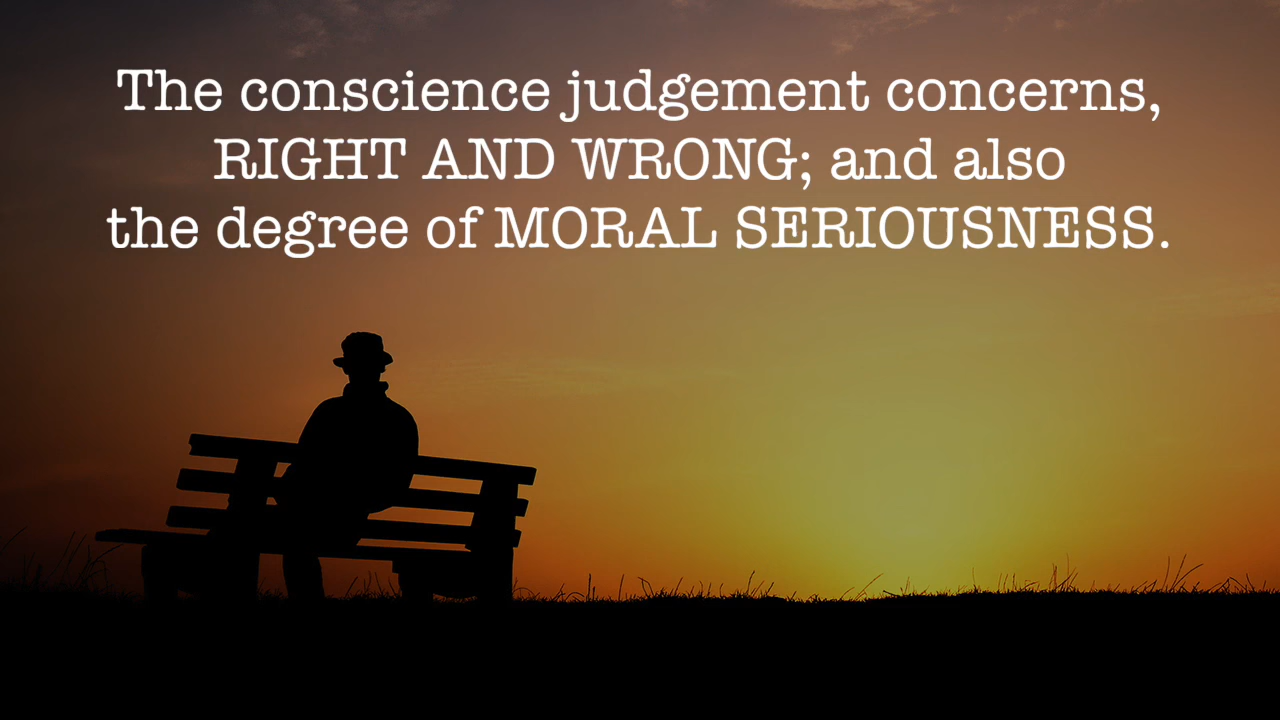 The conscience judgement concerns,
RIGHT AND WRONG; and also
the degree of MORAL SERIOUSNESS.